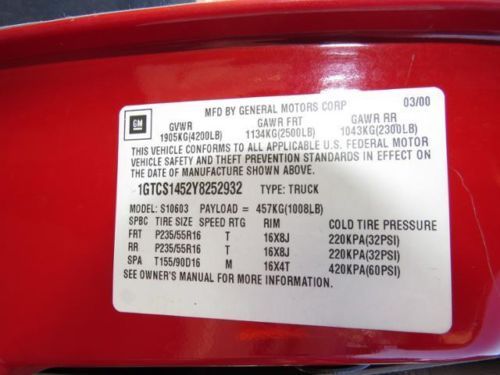 MFD BY GENERAL MOTORS CORP 03/00
GM
GVWR GAWR FRT GAWR RR
1905KG(4200LB) 1134KG(2500LB) 1043KG(2300LB)
THIS VEHICLE CONFORMS TO ALL APPLICABLE U.S. FEDERAL MOTOR
VEHICLE SAFETY AND THEFT PREVENTION STANDARDS IN EFFECT ON
THE DATE OF MANUFACTURE SHOWN ABOVE.
1GTCS1452Y8252932 TYPE: TRUCK
MODEL: S10603 PAYLOAD = 457KG(1008LB)
SPBC TIRE SIZE SPEED RTG RIM COLD TIRE PRESSURE
FRT P235/55R16 T 16X8J 220KPA(32PSI)
RR P235/55R16 T 16X8J 220KPA(32PSI)
SPA T155/90D16 M 16X4T 420KPA(60PSI)
SEE OWNER'S MANUAL FOR MORE INFORMATION.